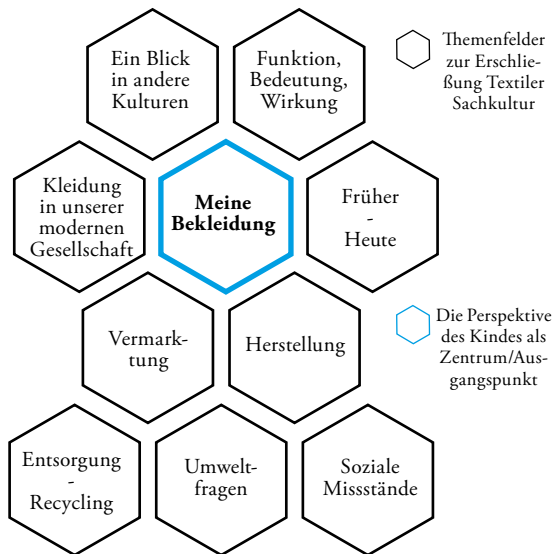 Ein Blick
in andere
Kulturen
Funktion,
Bedeutung,
Wirkung
Themenfelder
zur Erschlie-
ßung Textiler
Sachkultur
Kleidung
in unserer
modernen
Gesellschaft
Meine
Bekleidung
Früher
-
Heute
Die Perspektive
des Kindes als
Zentrum/Aus-
gangspunkt
Vermark-
tung
Herstellung
Entsorgung
-
Recycling
Umwelt-
fragen
Soziale
Missstände